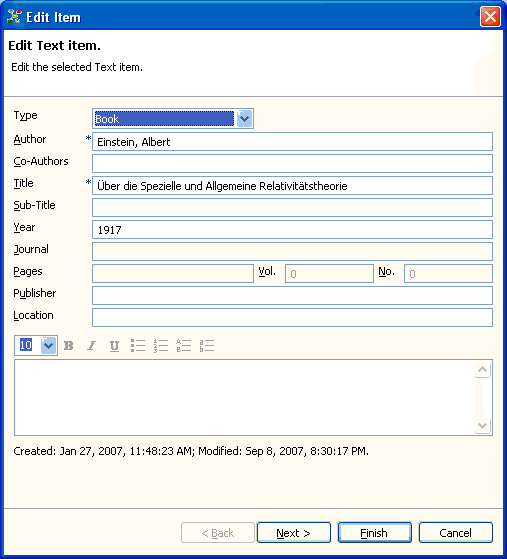 Edit Item
Edit Text item.
Edit the selected Text item.
Type Book
Author * Einstein, Albert
Co-Authors
Title * Über die Spezielle und Allgemeine Relativitätstheorie
Sub-Title
Year 1917
Journal
Pages Vol. 0 No. 0
Publisher
Location
10 B I U
Created: Jan 27, 2007, 11:48:23 AM; Modified: Sep 8, 2007, 8:30:17 PM.
< Back Next > Finish Cancel